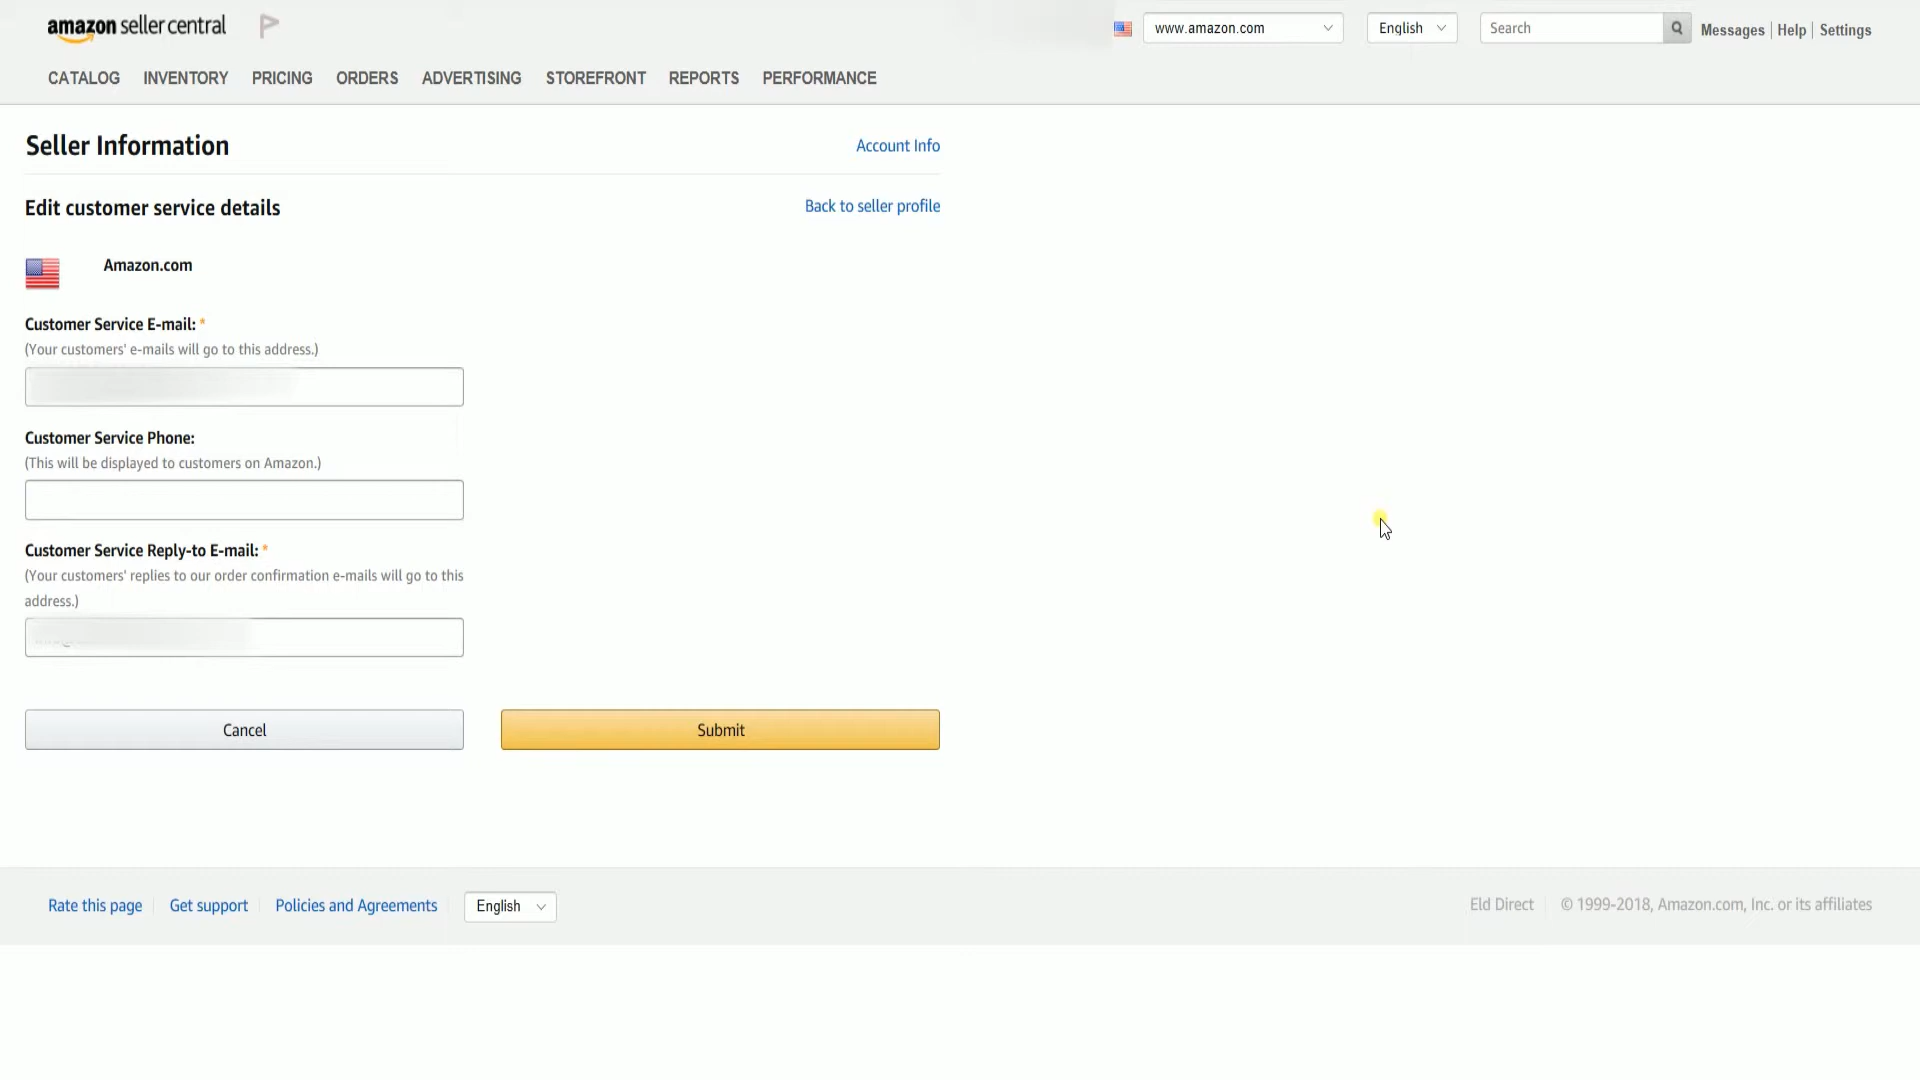 amazon seller central
www.amazon.com
English
Search
Messages | Help | Settings
CATALOG INVENTORY PRICING ORDERS ADVERTISING STOREFRONT REPORTS PERFORMANCE
Seller Information
Account Info
Edit customer service details
Back to seller profile
Amazon.com
Customer Service E-mail: *
(Your customers' e-mails will go to this address.)
Customer Service Phone:
(This will be displayed to customers on Amazon.)
Customer Service Reply-to E-mail: *
(Your customers' replies to our order confirmation e-mails will go to this
address.)
Cancel
Submit
Rate this page
Get support
Policies and Agreements
English
Eld Direct
© 1999-2018, Amazon.com, Inc. or its affiliates